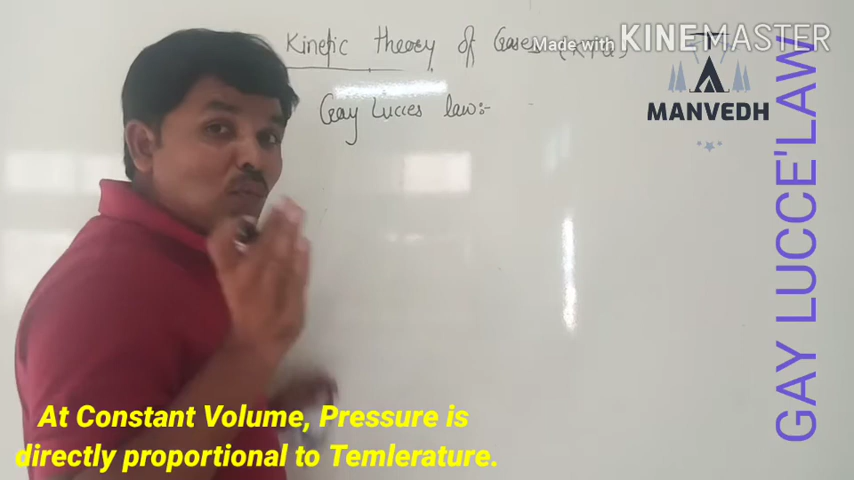 Kinetic theory of Gases (KTG)
Made with KINEMASTER
MANVEDH
Gay Lucces law:-
GAY LUCCE'LAW
At Constant Volume, Pressure is
directly proportional to Temlerature.